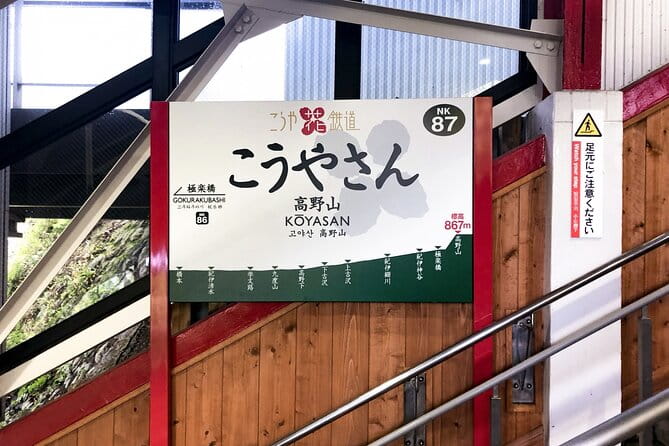 こうや花鉄道
NK
87
こうやさん
極楽橋
GOKURAKUBASHI
NK
86
高野山
KŌYASAN
고야산 高野山
標高
867m
橋本
紀伊清水
学文路
九度山
高野下
下古沢
上古沢
紀伊細川
紀伊神谷
極楽橋
高野山
足元にご注意ください
Watch your step